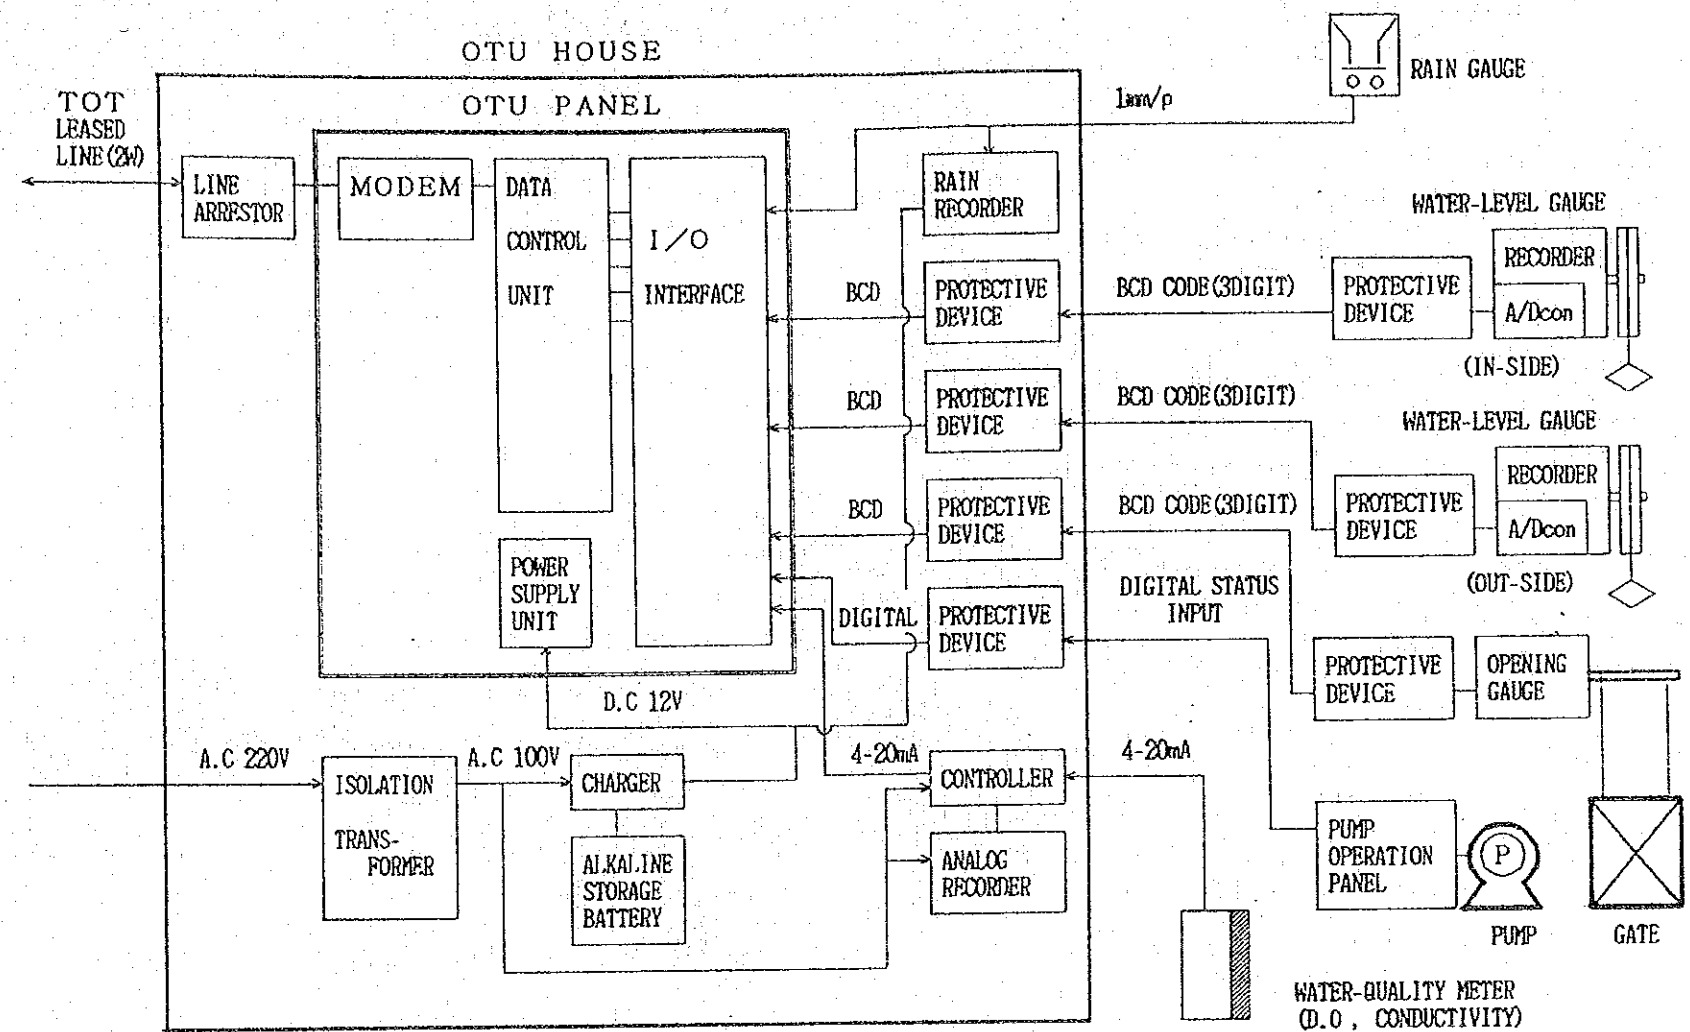 OTU HOUSE
OTU PANEL
TOT
LEASED
LINE(2W)
LINE
ARRESTOR
MODEM
DATA
CONTROL
UNIT
I/O
INTERFACE
POWER
SUPPLY
UNIT
D.C 12V
A.C 220V
ISOLATION
TRANS-
FORMER
A.C 100V
CHARGER
ALKALINE
STORAGE
BATTERY
1mm/p
RAIN GAUGE
RAIN
RECORDER
BCD
PROTECTIVE
DEVICE
BCD CODE(3DIGIT)
PROTECTIVE
DEVICE
WATER-LEVEL GAUGE
RECORDER
A/Dcon
(IN-SIDE)
BCD
PROTECTIVE
DEVICE
BCD CODE(3DIGIT)
WATER-LEVEL GAUGE
PROTECTIVE
DEVICE
RECORDER
A/Dcon
(OUT-SIDE)
BCD
PROTECTIVE
DEVICE
BCD CODE(3DIGIT)
PROTECTIVE
DEVICE
OPENING
GAUGE
DIGITAL
PROTECTIVE
DEVICE
DIGITAL STATUS
INPUT
4-20mA
CONTROLLER
4-20mA
ANALOG
RECORDER
PUMP
OPERATION
PANEL
P
PUMP
GATE
WATER-QUALITY METER
(D.O , CONDUCTIVITY)